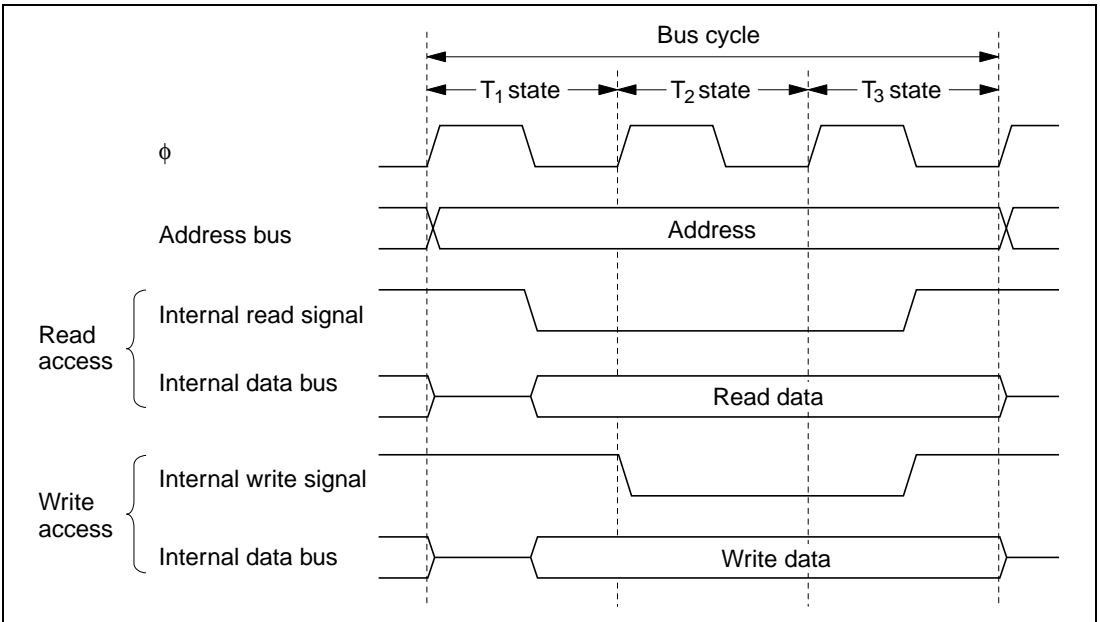 Bus cycle
T1 state
T2 state
T3 state
ϕ
Address bus
Address
Read
access
Internal read signal
Internal data bus
Read data
Write
access
Internal write signal
Internal data bus
Write data